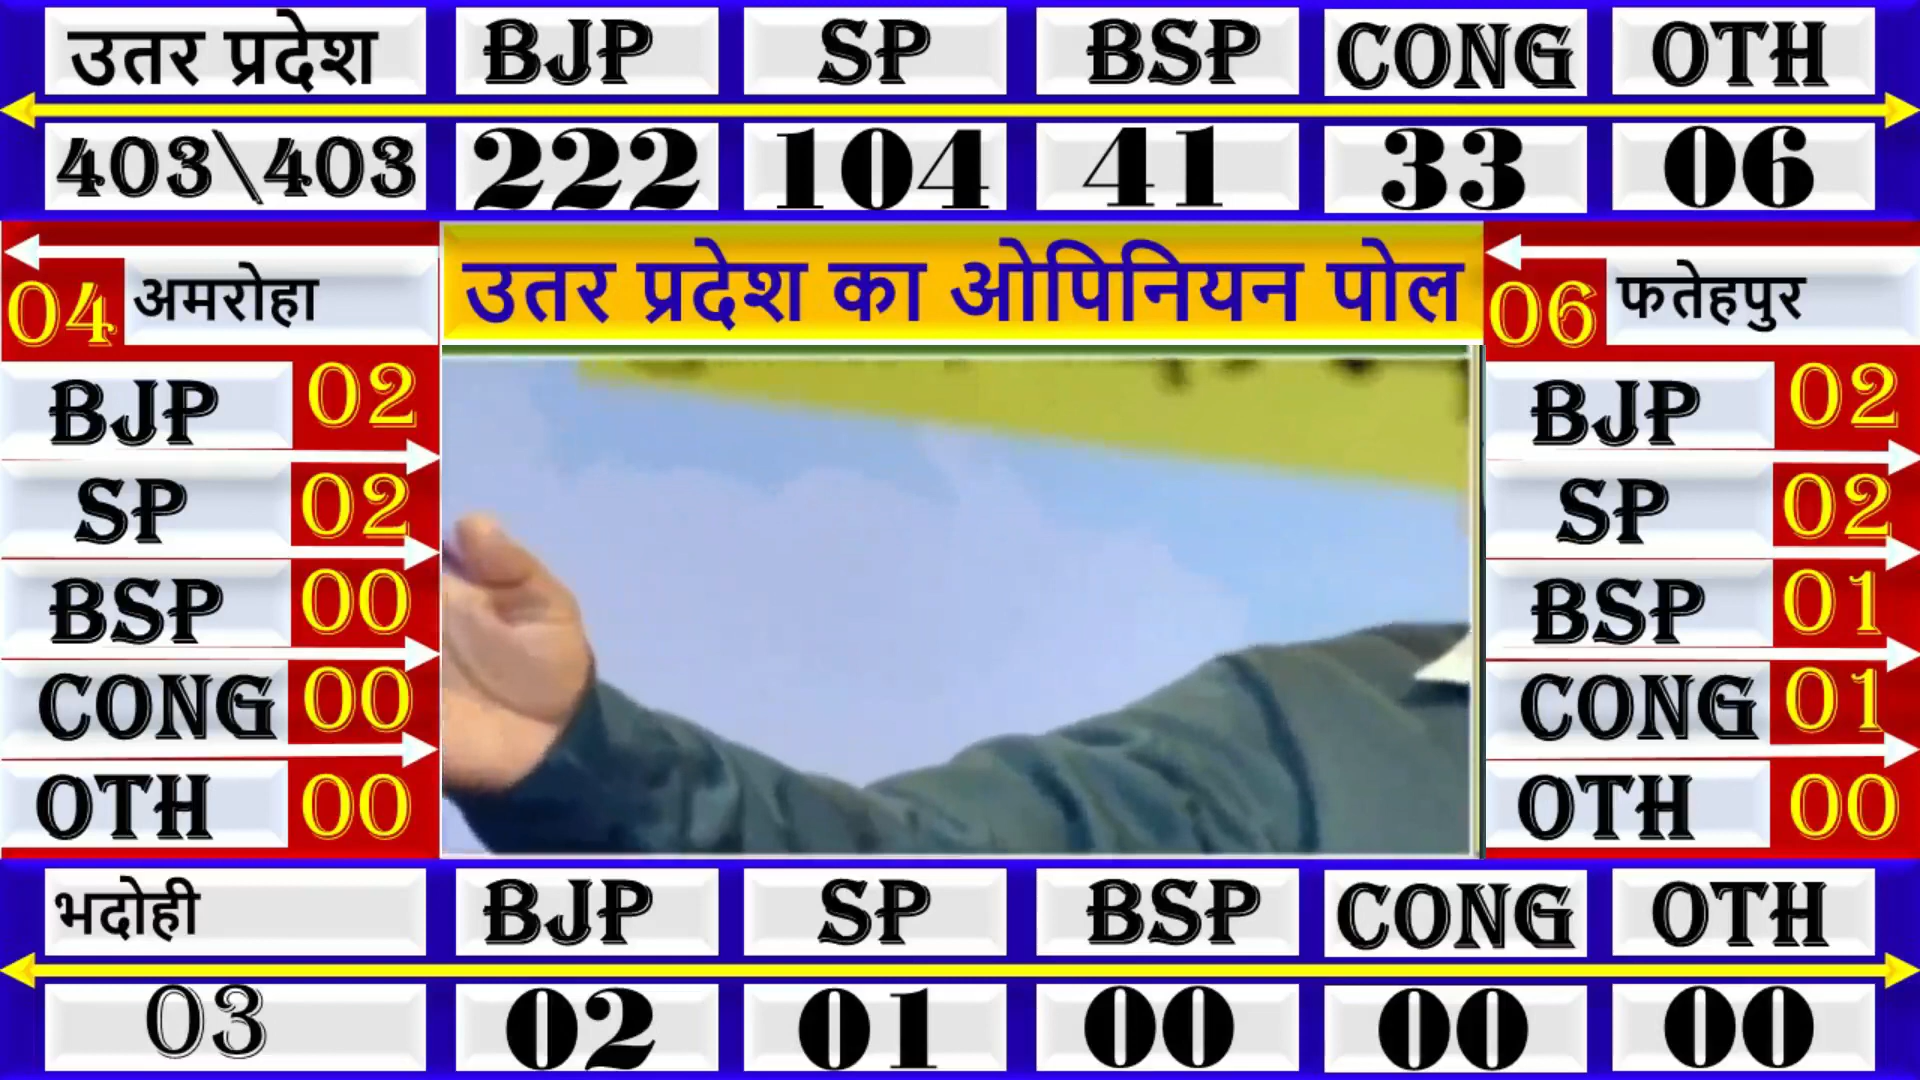 उतर प्रदेश BJP SP BSP CONG OTH
403\403 222 104 41 33 06
04 अमरोहा
BJP 02
SP 02
BSP 00
CONG 00
OTH 00
उतर प्रदेश का ओपिनियन पोल
06 फतेहपुर
BJP 02
SP 02
BSP 01
CONG 01
OTH 00
भदोही BJP SP BSP CONG OTH
03 02 01 00 00 00